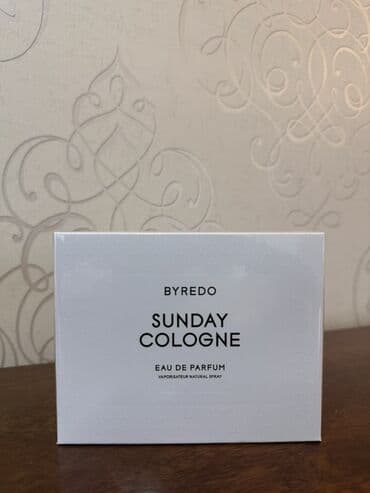 BYREDO
SUNDAY
COLOGNE
EAU DE PARFUM
VAPORISATEUR NATURAL SPRAY